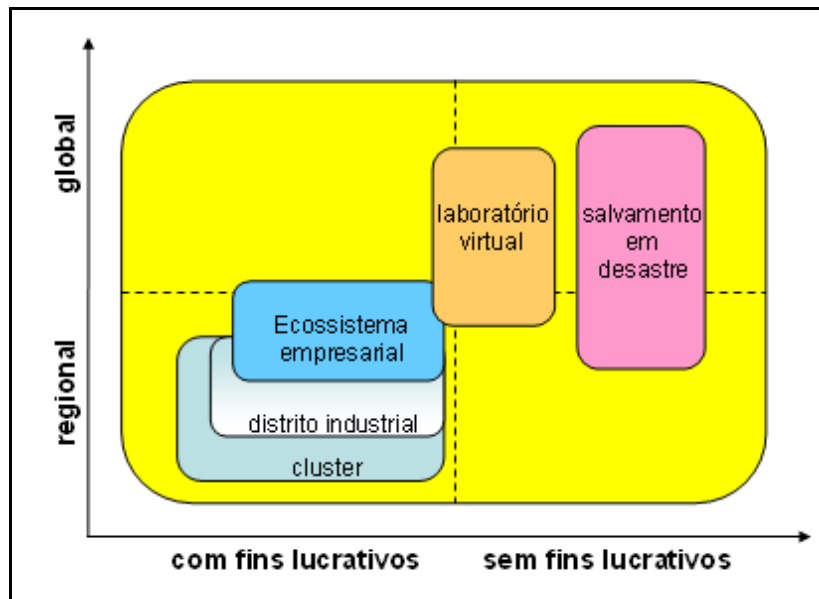 global
laboratório
virtual
salvamento
em
desastre
regional
Ecossistema
empresarial
distrito industrial
cluster
com fins lucrativos
sem fins lucrativos